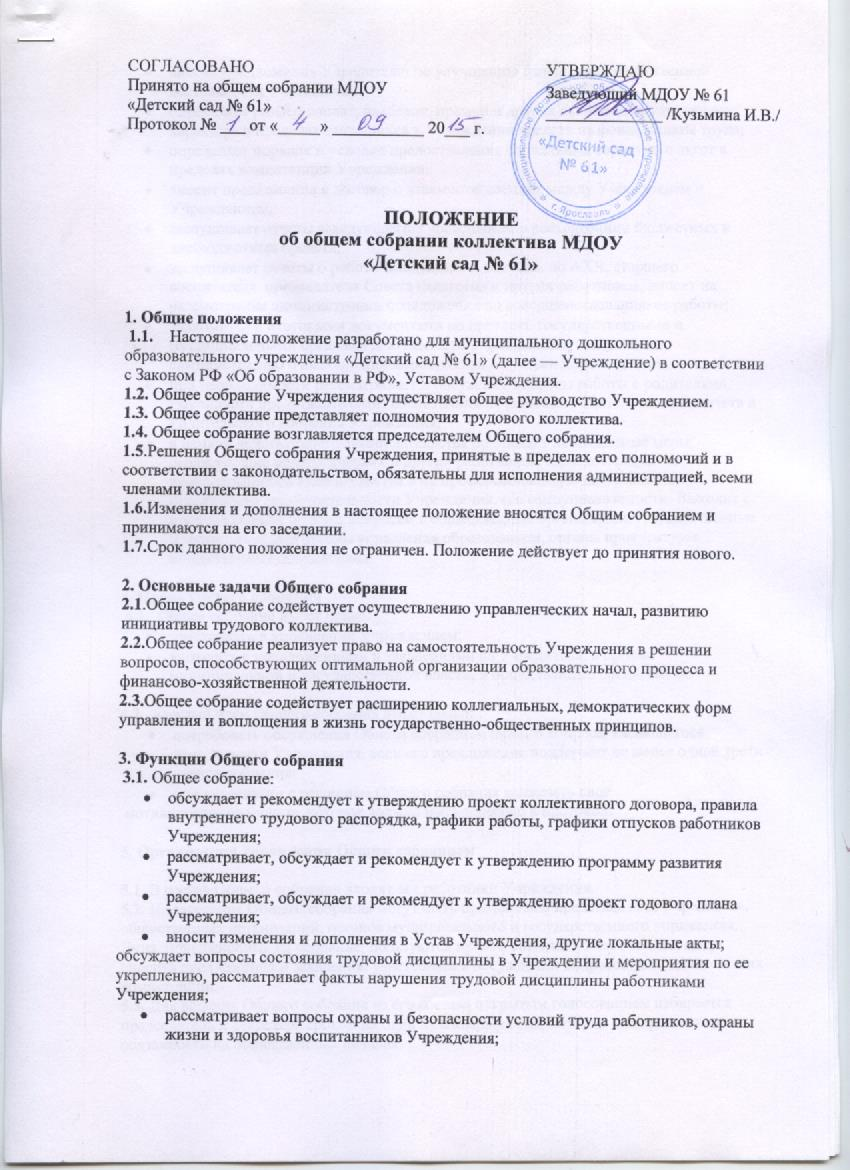 СОГЛАСОВАНО
Принято на общем собрании МДОУ
«Детский сад № 61»
Протокол № 1 от « 4 » 09 2015 г.
УТВЕРЖДАЮ
Заведующий МДОУ № 61
/Кузьмина И.В./
«Детский сад
№ 61»
г. Ярославль
ПОЛОЖЕНИЕ
об общем собрании коллектива МДОУ
«Детский сад № 61»
1. Общие положения
1.1. Настоящее положение разработано для муниципального дошкольного
образовательного учреждения «Детский сад № 61» (далее — Учреждение) в соответствии
с Законом РФ «Об образовании в РФ», Уставом Учреждения.
1.2. Общее собрание Учреждения осуществляет общее руководство Учреждением.
1.3. Общее собрание представляет полномочия трудового коллектива.
1.4. Общее собрание возглавляется председателем Общего собрания.
1.5.Решения Общего собрания Учреждения, принятые в пределах его полномочий и в
соответствии с законодательством, обязательны для исполнения администрацией, всеми
членами коллектива.
1.6.Изменения и дополнения в настоящее положение вносятся Общим собранием и
принимаются на его заседании.
1.7.Срок данного положения не ограничен. Положение действует до принятия нового.
2. Основные задачи Общего собрания
2.1.Общее собрание содействует осуществлению управленческих начал, развитию
инициативы трудового коллектива.
2.2.Общее собрание реализует право на самостоятельность Учреждения в решении
вопросов, способствующих оптимальной организации образовательного процесса и
финансово-хозяйственной деятельности.
2.3.Общее собрание содействует расширению коллегиальных, демократических форм
управления и воплощения в жизнь государственно-общественных принципов.
3. Функции Общего собрания
3.1. Общее собрание:
• обсуждает и рекомендует к утверждению проект коллективного договора, правила
внутреннего трудового распорядка, графики работы, графики отпусков работников
Учреждения;
• рассматривает, обсуждает и рекомендует к утверждению программу развития
Учреждения;
• рассматривает, обсуждает и рекомендует к утверждению проект годового плана
Учреждения;
• вносит изменения и дополнения в Устав Учреждения, другие локальные акты;
обсуждает вопросы состояния трудовой дисциплины в Учреждении и мероприятия по ее
укреплению, рассматривает факты нарушения трудовой дисциплины работниками
Учреждения;
• рассматривает вопросы охраны и безопасности условий труда работников, охраны
жизни и здоровья воспитанников Учреждения;